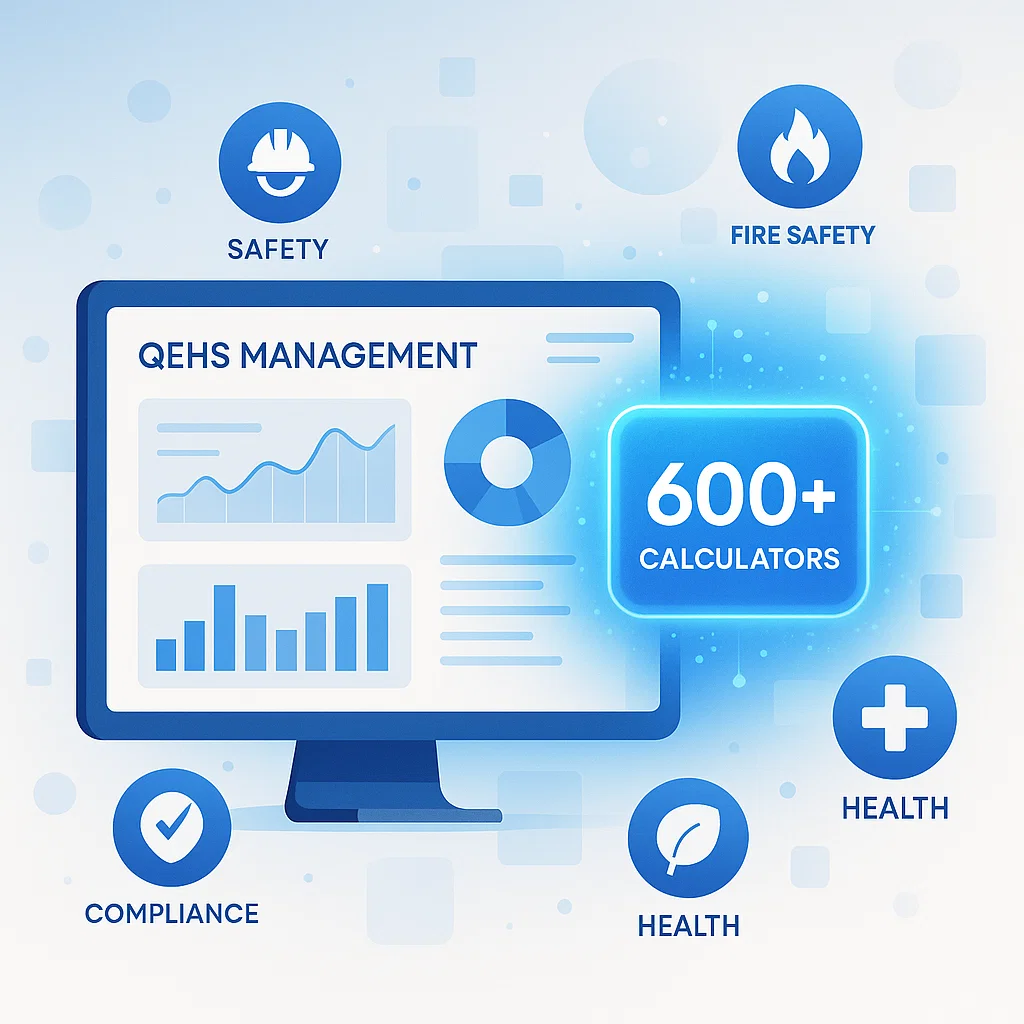 SAFETY
FIRE SAFETY
QEHS MANAGEMENT
600+
CALCULATORS
HEALTH
COMPLIANCE
HEALTH